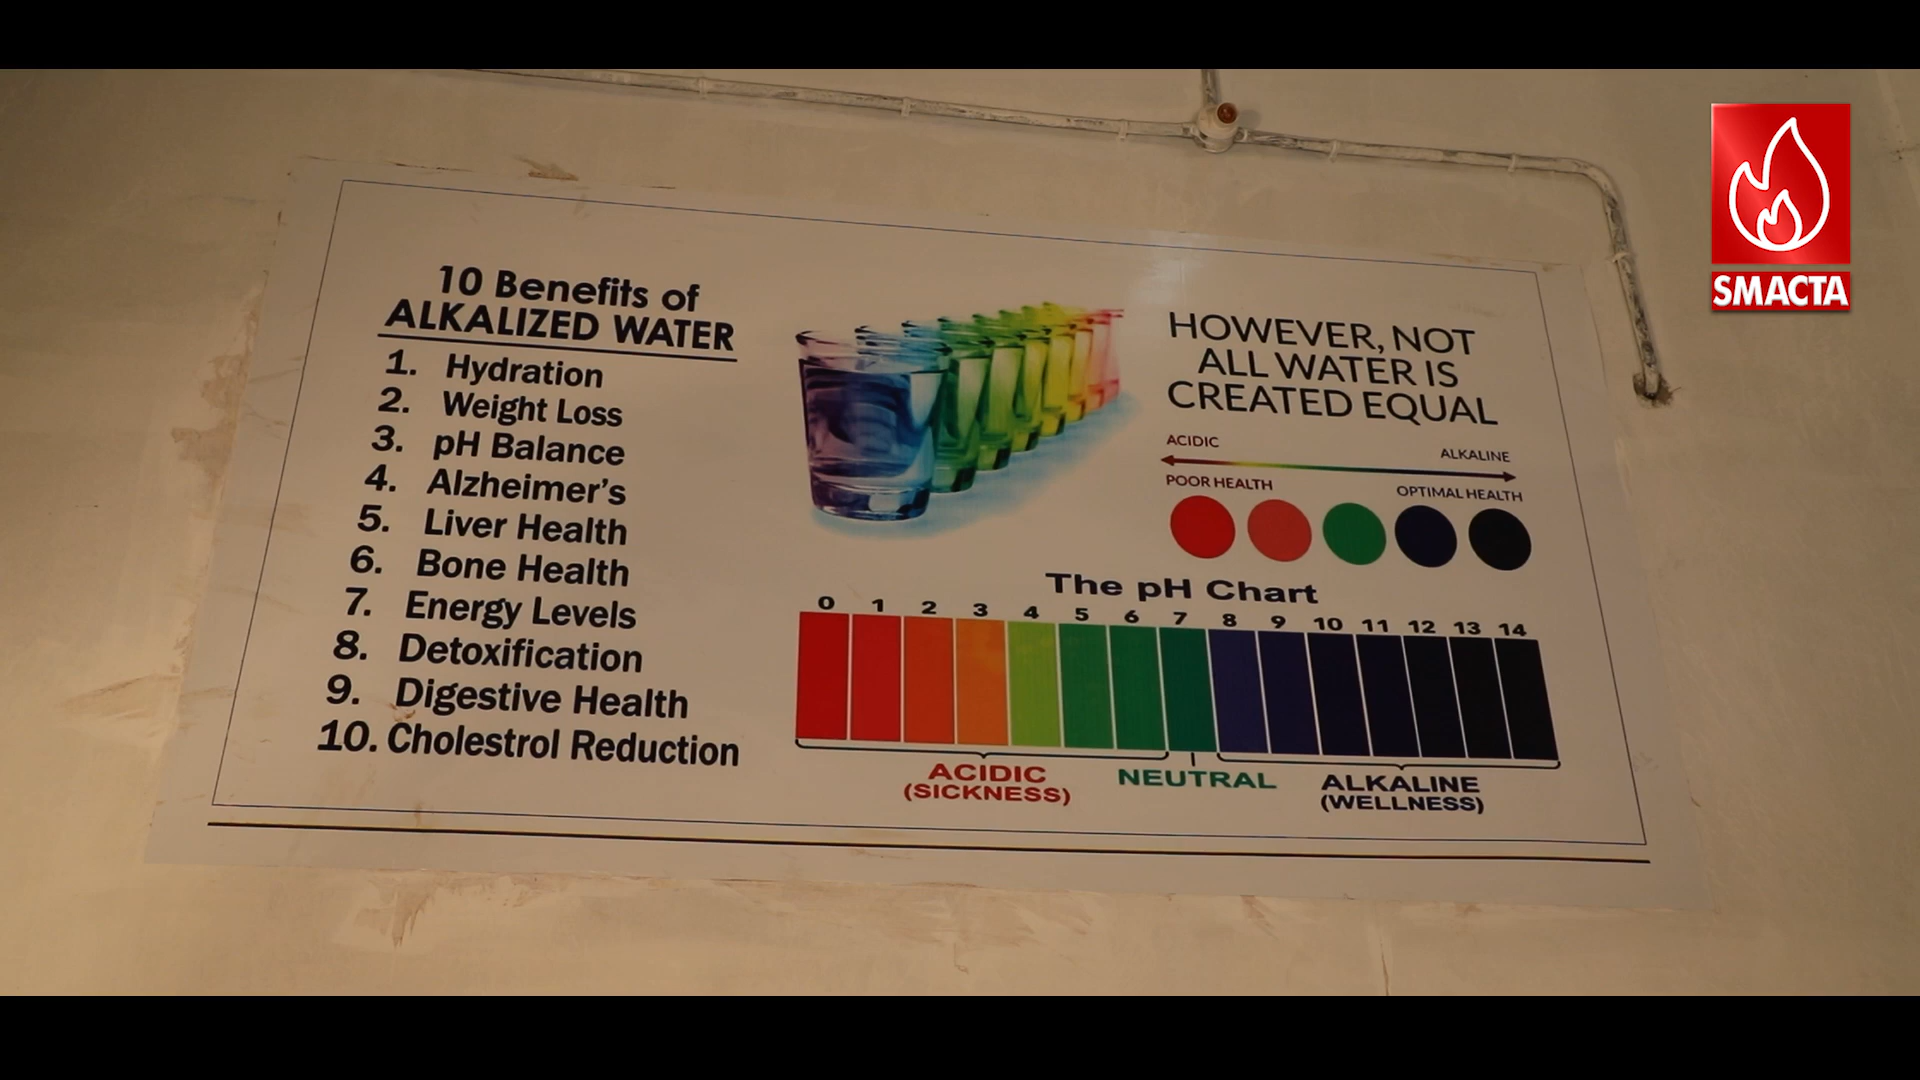 SMACTA
10 Benefits of
ALKALIZED WATER
1. Hydration
2. Weight Loss
3. pH Balance
4. Alzheimer's
5. Liver Health
6. Bone Health
7. Energy Levels
8. Detoxification
9. Digestive Health
10. Cholestrol Reduction
HOWEVER, NOT
ALL WATER IS
CREATED EQUAL
ACIDIC ALKALINE
POOR HEALTH OPTIMAL HEALTH
The pH Chart
0 1 2 3 4 5 6 7 8 9 10 11 12 13 14
ACIDIC
(SICKNESS)
NEUTRAL
ALKALINE
(WELLNESS)